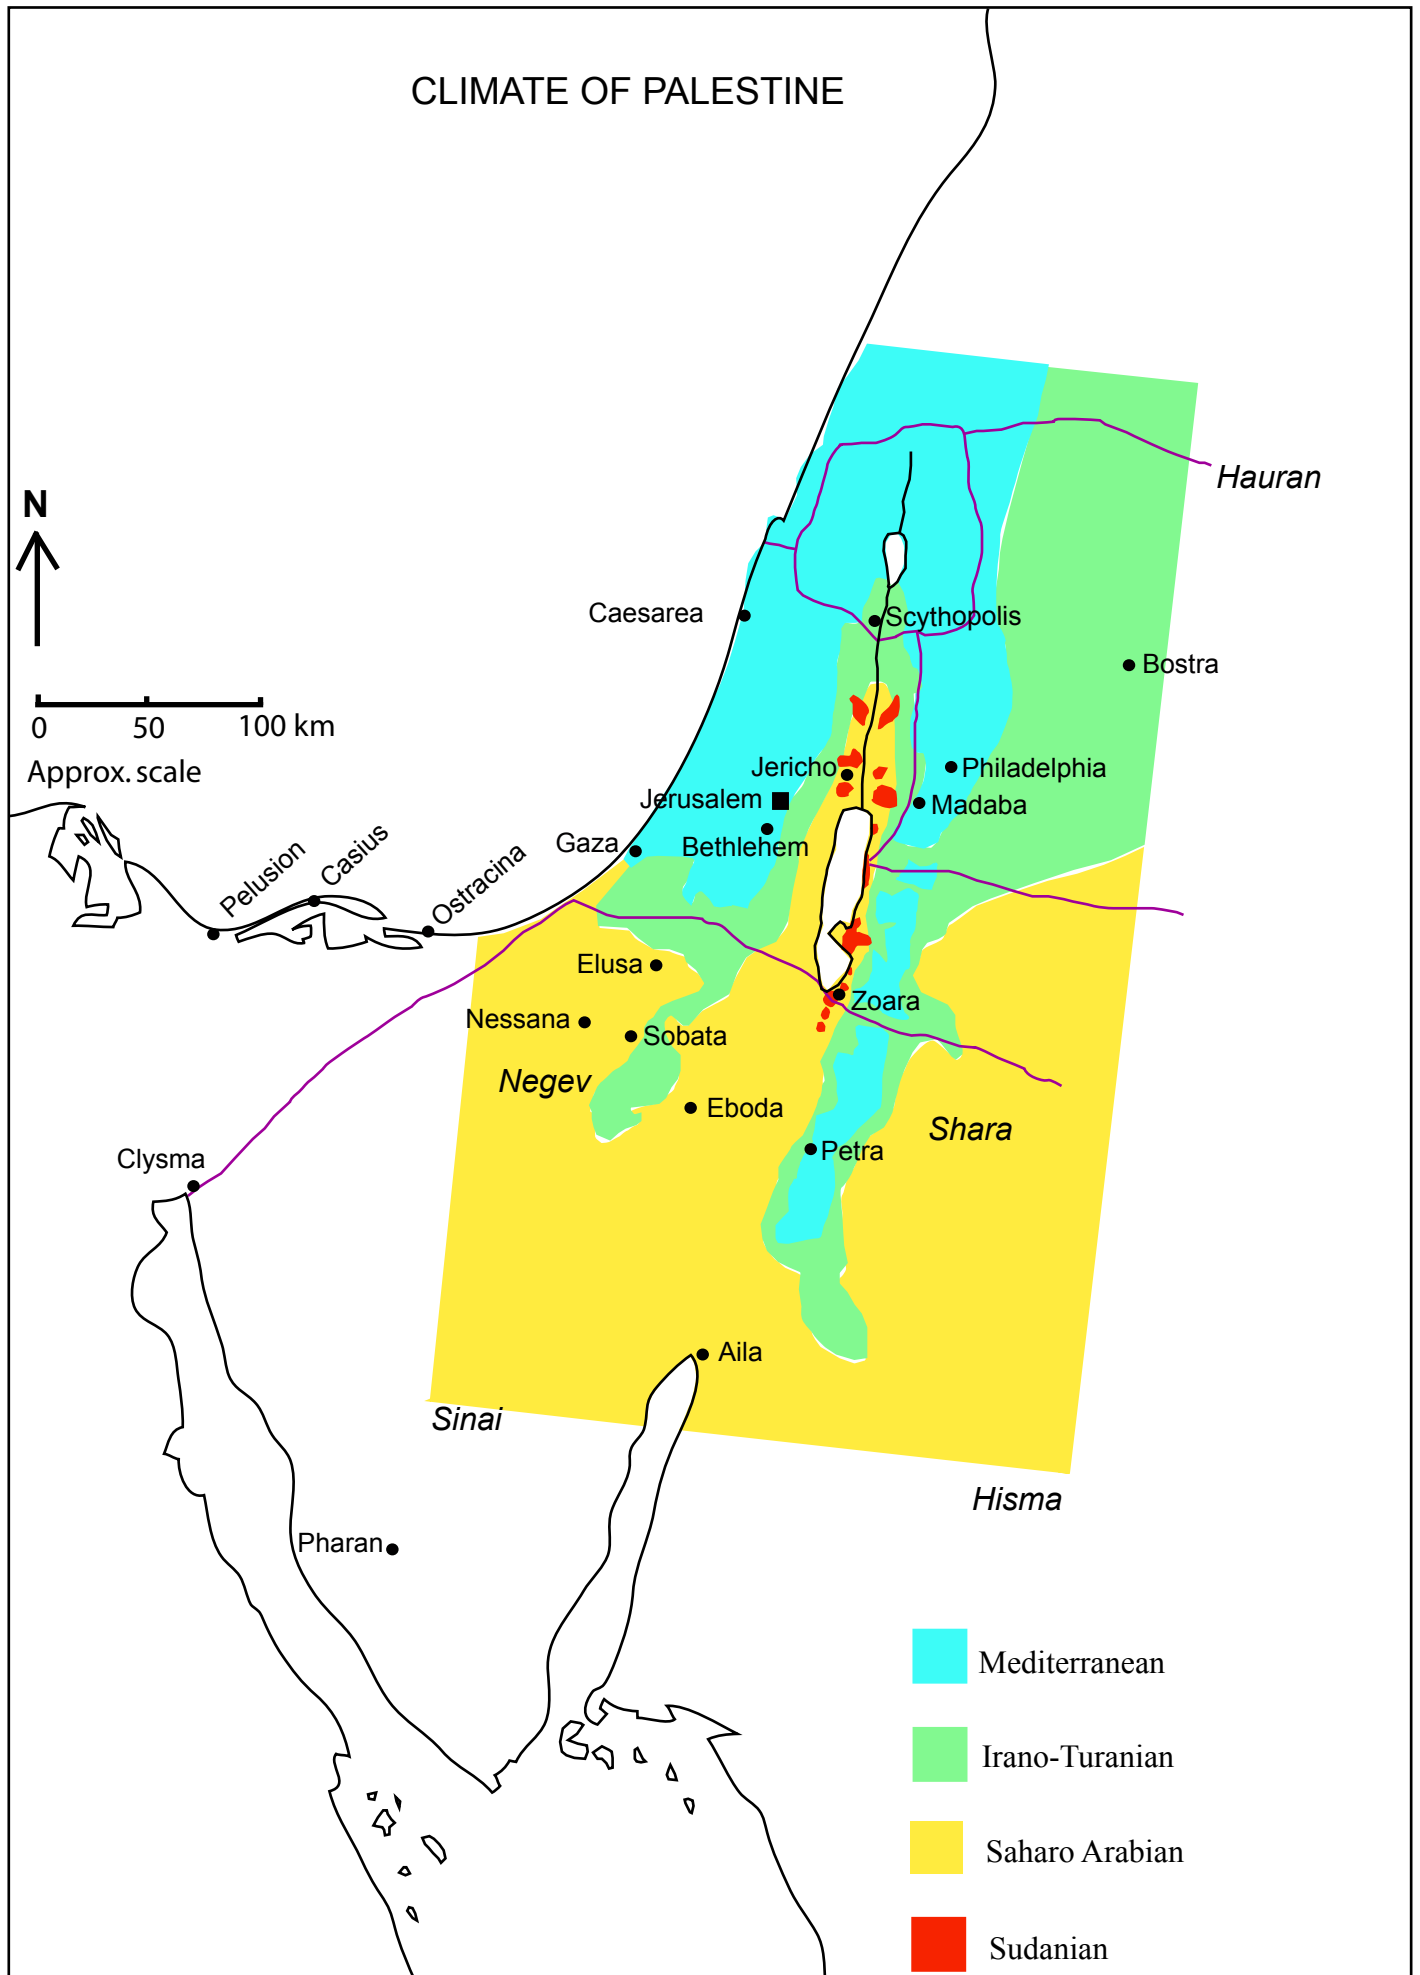 CLIMATE OF PALESTINE
Hauran
N
Caesarea
Scythopolis
Bostra
0 50 100 km
Approx. scale
Jericho
Philadelphia
Jerusalem
Madaba
Gaza
Bethlehem
Pelusion
Casius
Ostracina
Elusa
Zoara
Nessana
Sobata
Negev
Eboda
Shara
Clysma
Petra
Aila
Sinai
Hisma
Pharan
Mediterranean
Irano-Turanian
Saharo Arabian
Sudanian